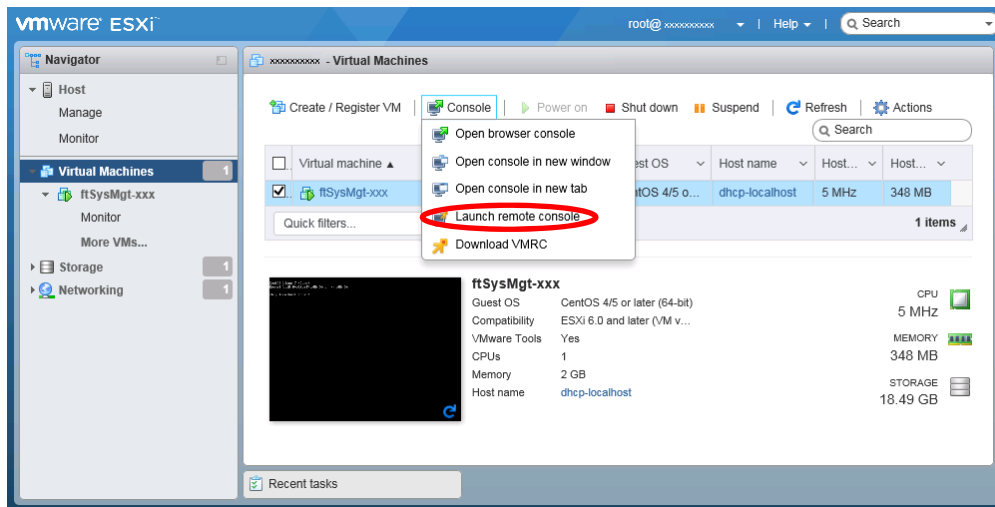 vmware ESXi™
root@ xxxxxxxxxx | Help | Search
Navigator
Host
Manage
Monitor
Virtual Machines 1
ftSysMgt-xxx
Monitor
More VMs...
Storage 1
Networking 1
xxxxxxxxxx - Virtual Machines
Create / Register VM | Console | Power on Shut down Suspend | Refresh | Actions
Search
Open browser console
Open console in new window
Open console in new tab
Launch remote console
Download VMRC
Virtual machine ▲ est OS Host name Host... Host...
ftSysMgt-xxx tOS 4/5 o... dhcp-localhost 5 MHz 348 MB
Quick filters... 1 items
ftSysMgt-xxx
Guest OS CentOS 4/5 or later (64-bit)
Compatibility ESXi 6.0 and later (VM v...
VMware Tools Yes
CPUs 1
Memory 2 GB
Host name dhcp-localhost
CPU
5 MHz
MEMORY
348 MB
STORAGE
18.49 GB
Recent tasks